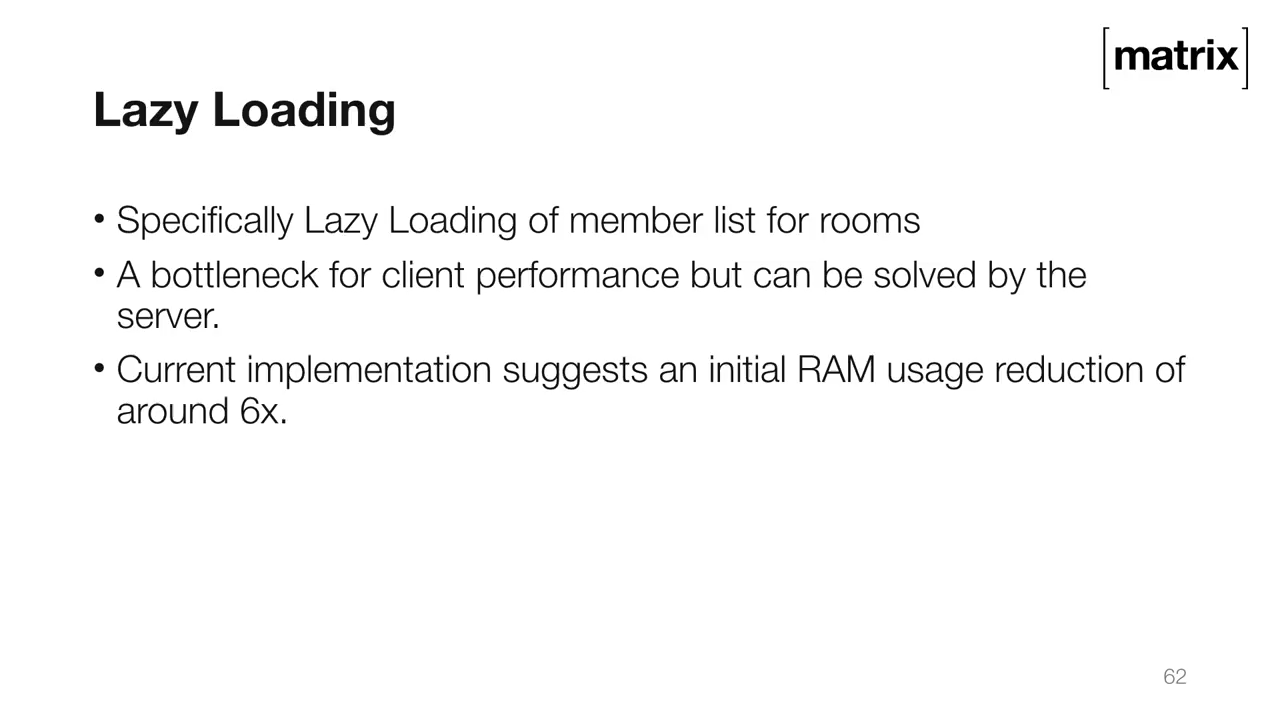 [matrix]
Lazy Loading
• Specifically Lazy Loading of member list for rooms
• A bottleneck for client performance but can be solved by the
server.
• Current implementation suggests an initial RAM usage reduction of
around 6x.
62